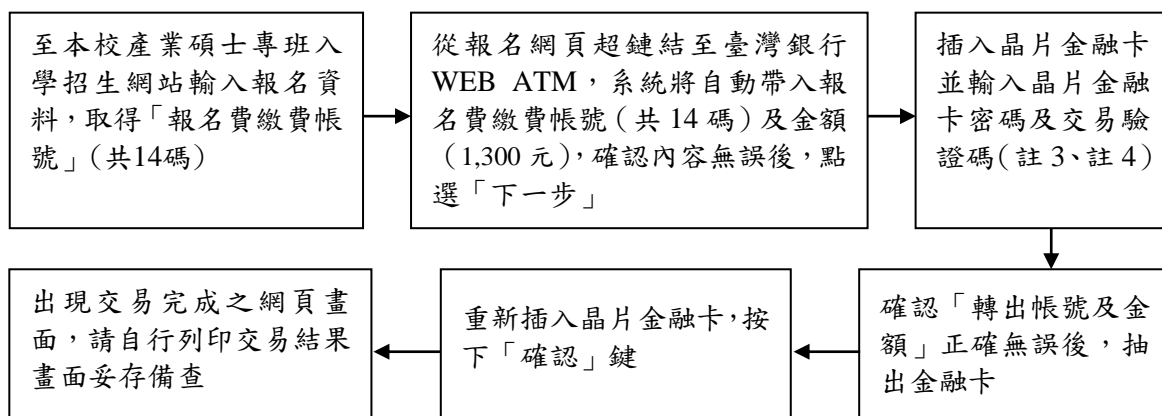 至本校產業碩士專班入
學招生網站輸入報名資
料，取得「報名費繳費帳
號」（共14碼）
從報名網頁超鏈結至臺灣銀行
WEB ATM，系統將自動帶入報
名費繳費帳號（共 14 碼）及金額
（1,300 元），確認內容無誤後，點
選「下一步」
插入晶片金融卡
並輸入晶片金融
卡密碼及交易驗
證碼（註 3、註 4）
確認「轉出帳號及金
額」正確無誤後，抽
出金融卡
重新插入晶片金融卡，按
下「確認」鍵
出現交易完成之網頁畫
面，請自行列印交易結果
畫面妥存備查